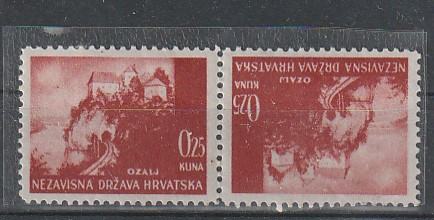 OZALJ
0.25
KUNA
NEZAVISNA DRŽAVA HRVATSKA
NEZAVISNA DRŽAVA HRVATSKA
KUNA
0.25
OZALJ